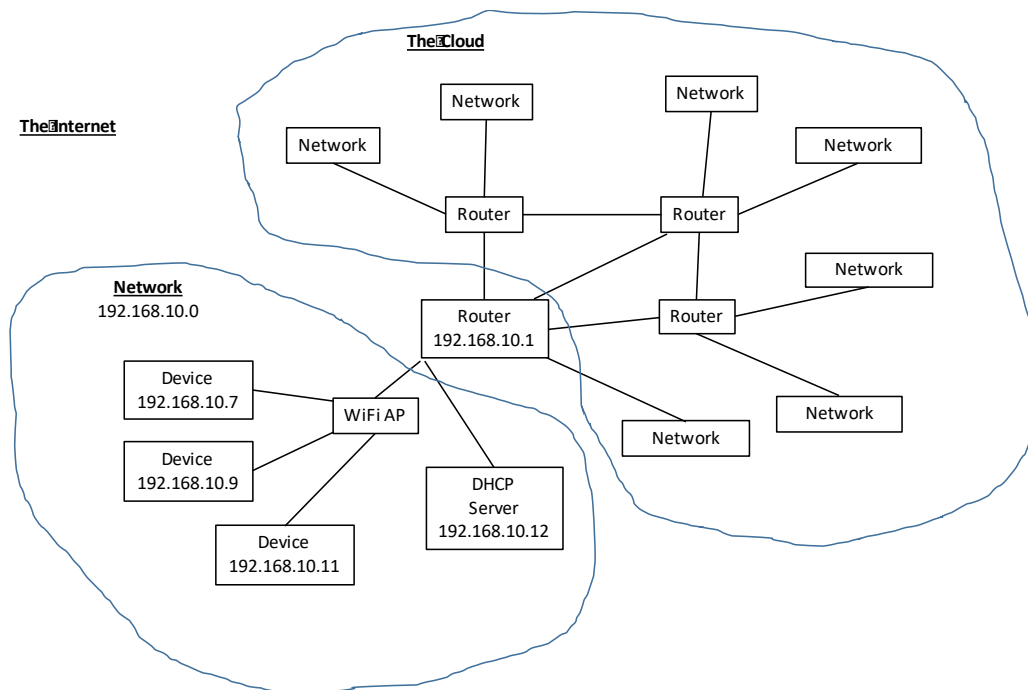 The Cloud
Network
Network
The Internet
Network
Network
Router
Router
Network
Network
192.168.10.0
Router
192.168.10.1
Router
Device
192.168.10.7
WiFi AP
Network
Network
Device
192.168.10.9
DHCP
Server
192.168.10.12
Device
192.168.10.11